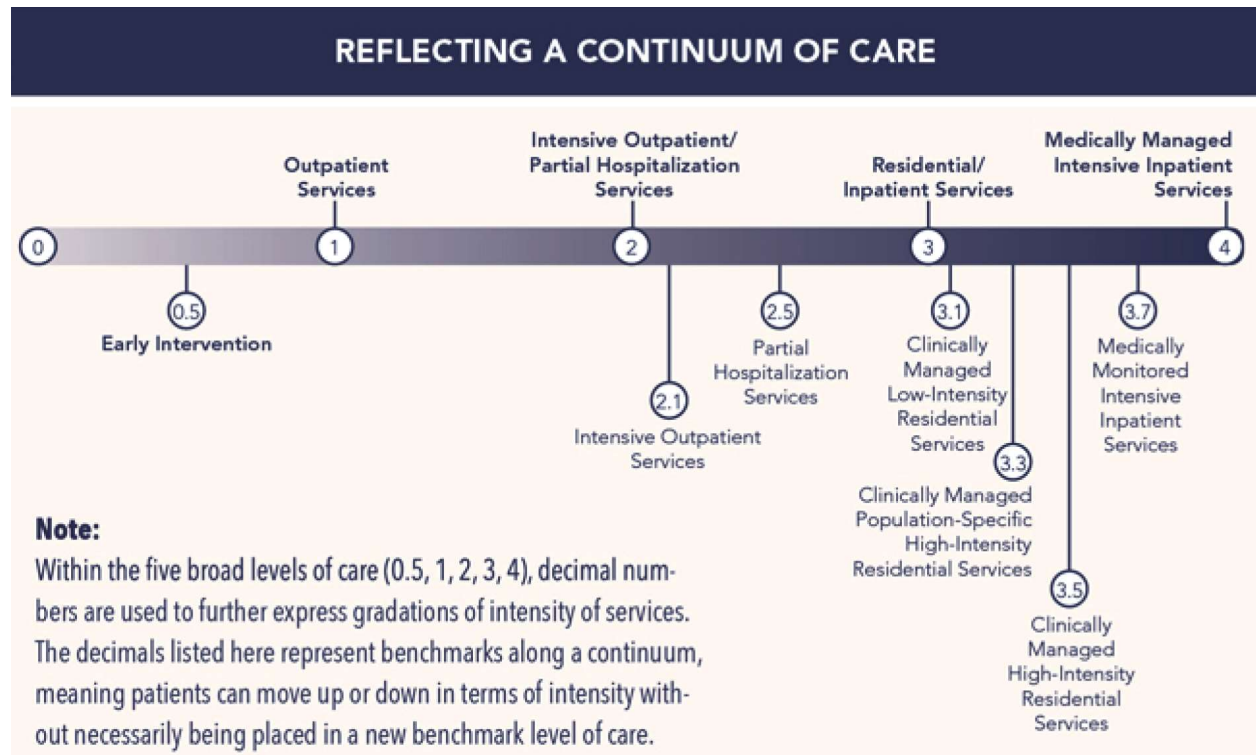 REFLECTING A CONTINUUM OF CARE
Outpatient
Services
Intensive Outpatient/
Partial Hospitalization
Services
Residential/
Inpatient Services
Medically Managed
Intensive Inpatient
Services
0
1
2
3
4
0.5
Early Intervention
2.1
Intensive Outpatient
Services
2.5
Partial
Hospitalization
Services
3.1
Clinically
Managed
Low-Intensity
Residential
Services
3.3
Clinically Managed
Population-Specific
High-Intensity
Residential Services
3.5
Clinically
Managed
High-Intensity
Residential
Services
3.7
Medically
Monitored
Intensive
Inpatient
Services
Note:
Within the five broad levels of care (0.5, 1, 2, 3, 4), decimal num-
bers are used to further express gradations of intensity of services.
The decimals listed here represent benchmarks along a continuum,
meaning patients can move up or down in terms of intensity with-
out necessarily being placed in a new benchmark level of care.